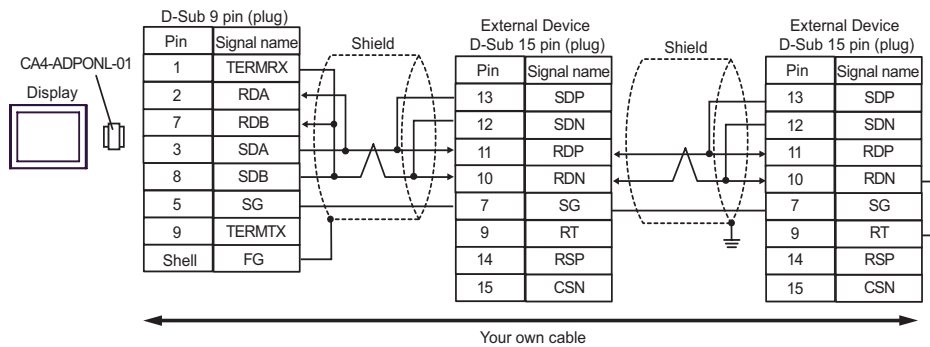 D-Sub 9 pin (plug)
Pin Signal name
1 TERMRX
2 RDA
7 RDB
3 SDA
8 SDB
5 SG
9 TERMTX
Shell FG
CA4-ADPONL-01
Display
Shield
External Device
D-Sub 15 pin (plug)
Pin Signal name
13 SDP
12 SDN
11 RDP
10 RDN
7 SG
9 RT
14 RSP
15 CSN
Shield
External Device
D-Sub 15 pin (plug)
Pin Signal name
13 SDP
12 SDN
11 RDP
10 RDN
7 SG
9 RT
14 RSP
15 CSN
Your own cable